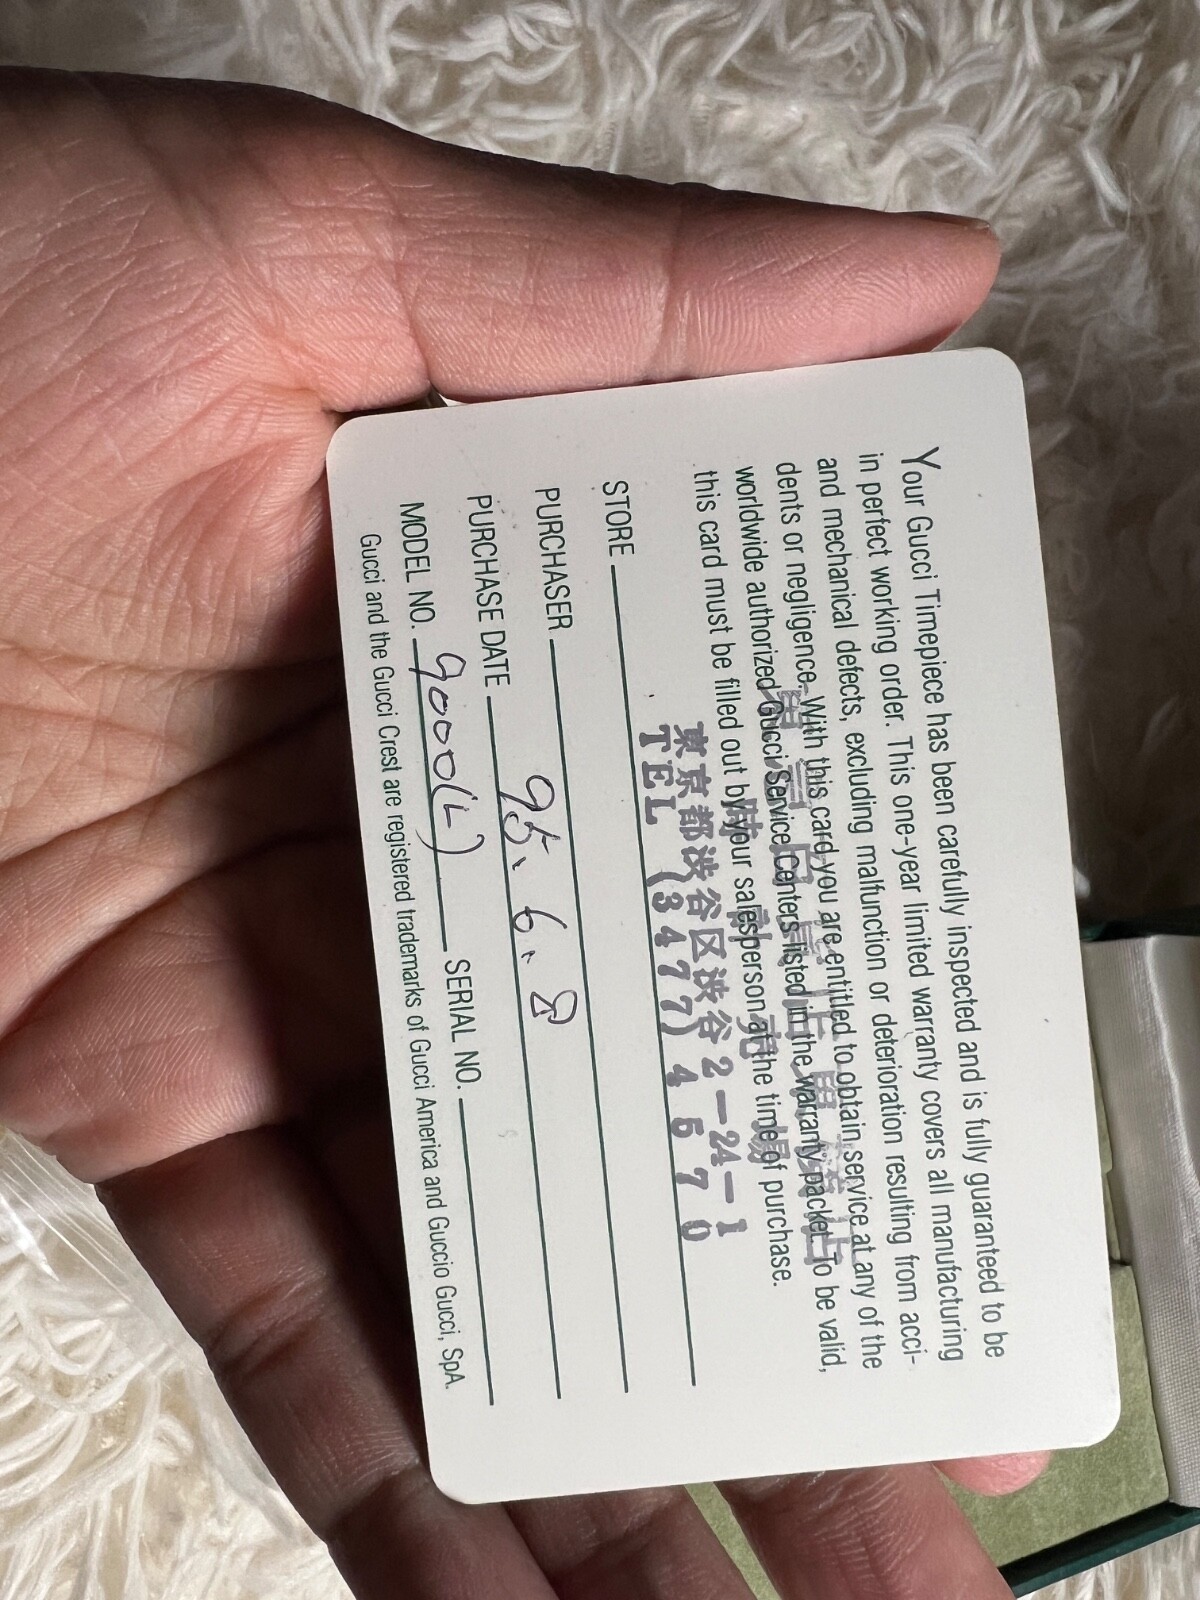 Your Gucci Timepiece has been carefully inspected and is fully guaranteed to be
in perfect working order. This one-year limited warranty covers all manufacturing
and mechanical defects, excluding malfunction or deterioration resulting from acci-
dents or negligence. With this card you are entitled to obtain service at any of the
worldwide authorized Gucci Service Centers listed in the warranty packet. To be valid,
this card must be filled out by your salesperson at the time of purchase.
東京都渋谷区渋谷2-24-1
STORE TEL (3477) 4670
PURCHASER
PURCHASE DATE 95. 6. 8
MODEL NO. 9000(L) SERIAL NO.
Gucci and the Gucci Crest are registered trademarks of Gucci America and Guccio Gucci, SpA.